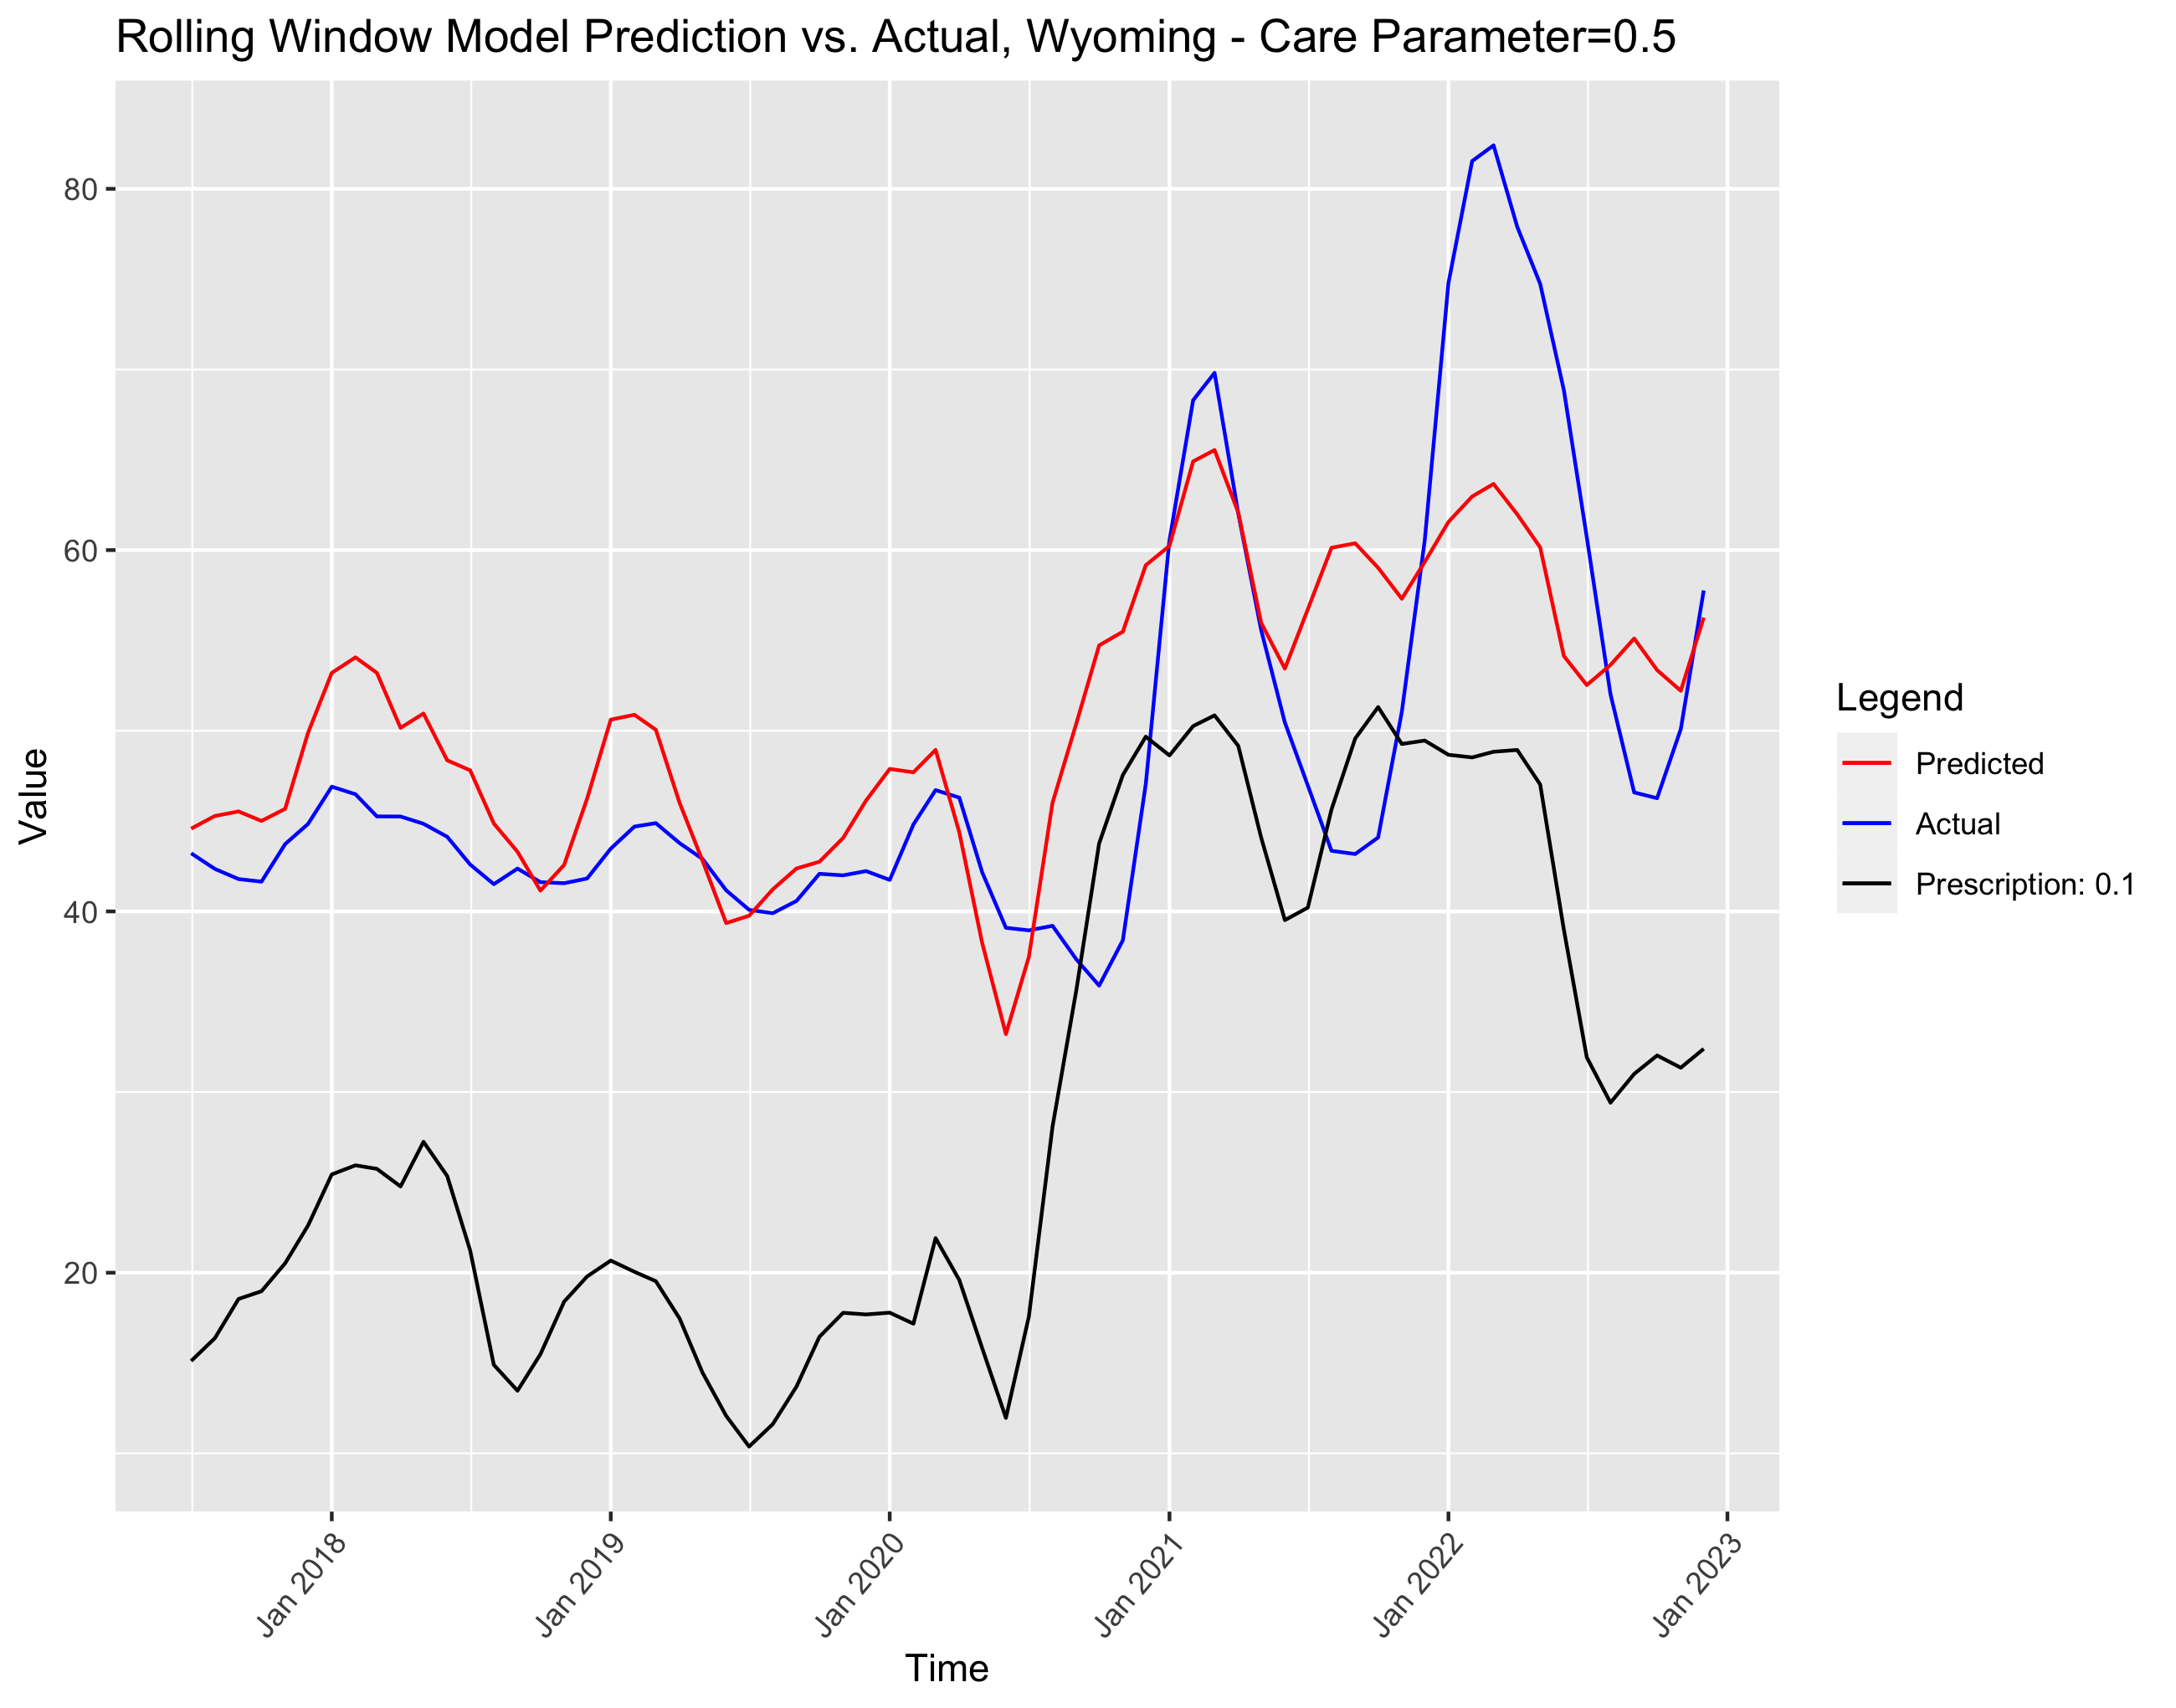 Rolling Window Model Prediction vs. Actual, Wyoming - Care Parameter=0.5
Value
80
60
40
20
Jan 2018
Jan 2019
Jan 2020
Jan 2021
Jan 2022
Jan 2023
Time
Legend
Predicted
Actual
Prescription: 0.1